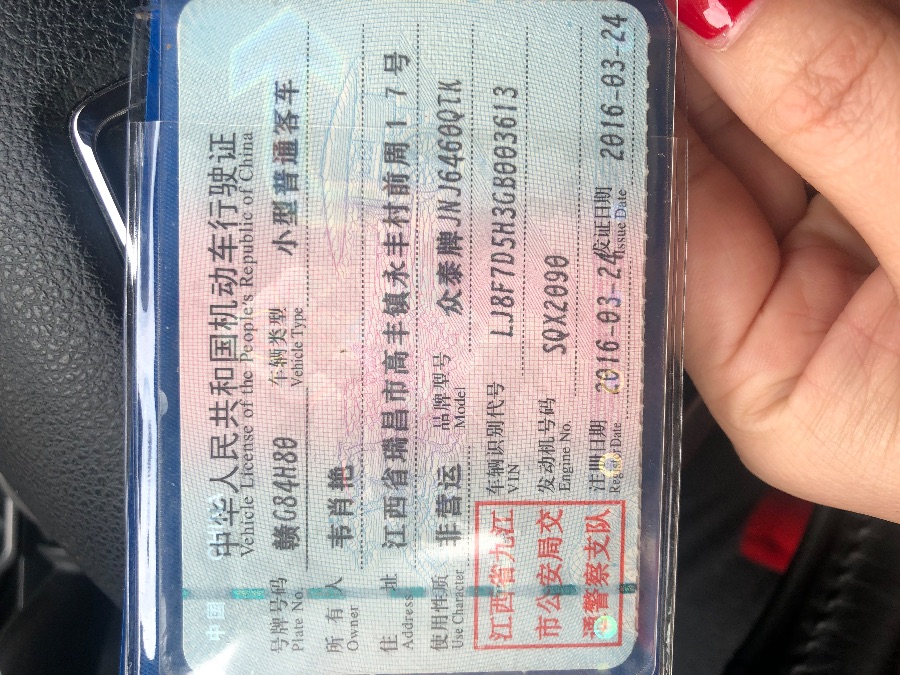 中国
中华人民共和国机动车行驶证
Vehicle License of the People's Republic of China
号牌号码 赣G84H80 车辆类型 小型普通客车
Plate No. Vehicle Type
所有人 韦肖艳
Owner
住址 江西省瑞昌市高丰镇永丰村前周17号
Address
使用性质 非营运 品牌型号 众泰牌JNJ6460QTK
Use Character Model
江西省九江
市公安局交
通警察支队
车辆识别代号 LJ8F7D5H3GB003613
VIN
发动机号码 SQX2090
Engine No.
注册日期 2016-03-24 发证日期 2016-03-24
Register Date Issue Date